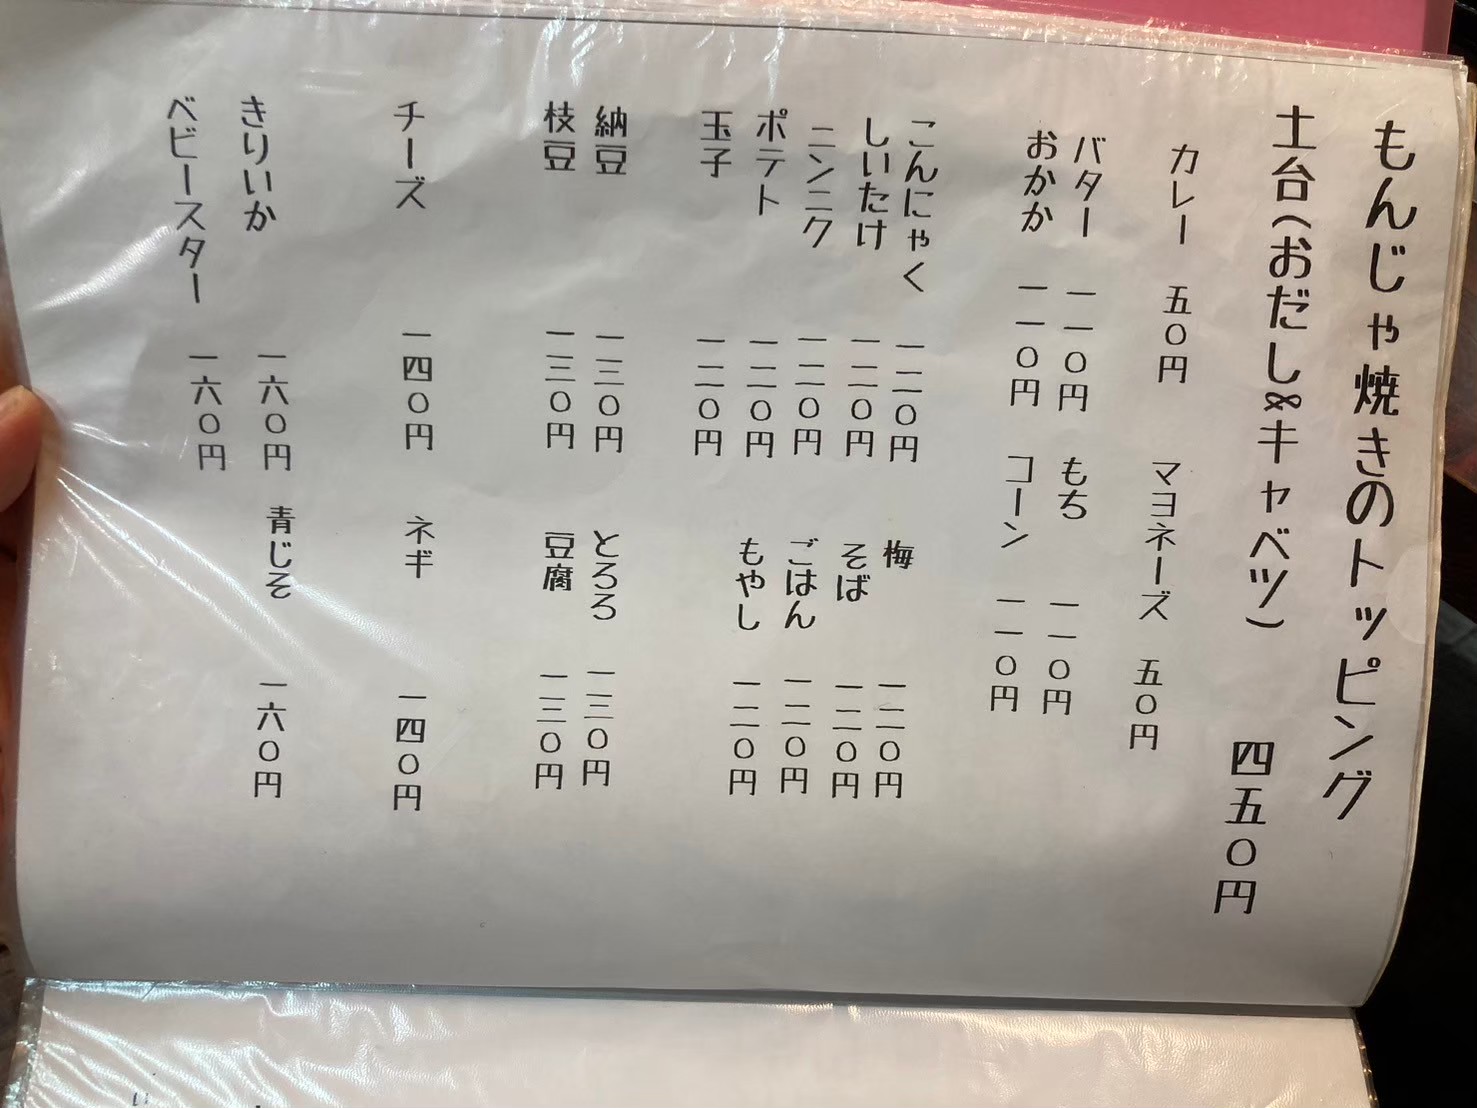 もんじゃ焼きのトッピング
土台(おだし&キャベツ) 四五〇円
カレー 五〇円 マヨネーズ 五〇円
バター 一一〇円 もち 一一〇円
おかか 一一〇円 コーン 一一〇円
こんにゃく 一二〇円 梅 一二〇円
しいたけ 一二〇円 そば 一二〇円
ニンニク 一二〇円 ごはん 一二〇円
ポテト 一二〇円 もやし 一二〇円
玉子 一二〇円
納豆 一三〇円 とろろ 一三〇円
枝豆 一三〇円 豆腐 一三〇円
チーズ 一四〇円 ネギ 一四〇円
きりいか 一六〇円 青じそ 一六〇円
ベビースター 一六〇円